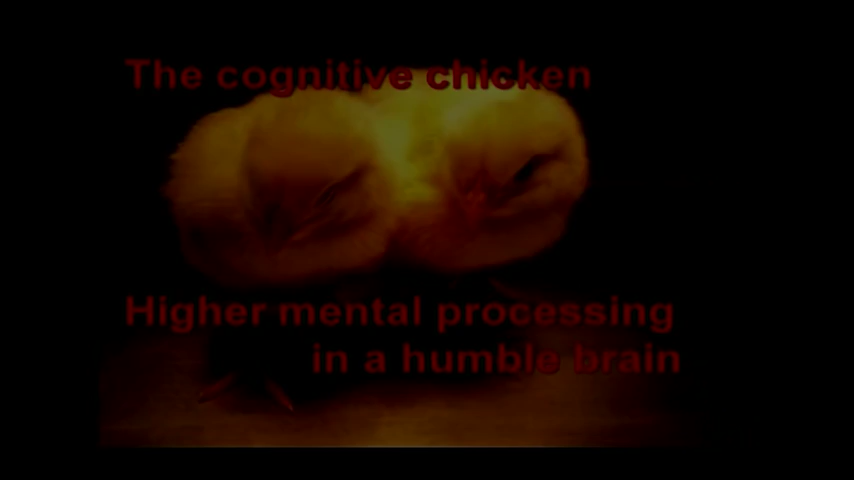 The cognitive chicken
Higher mental processing
in a humble brain